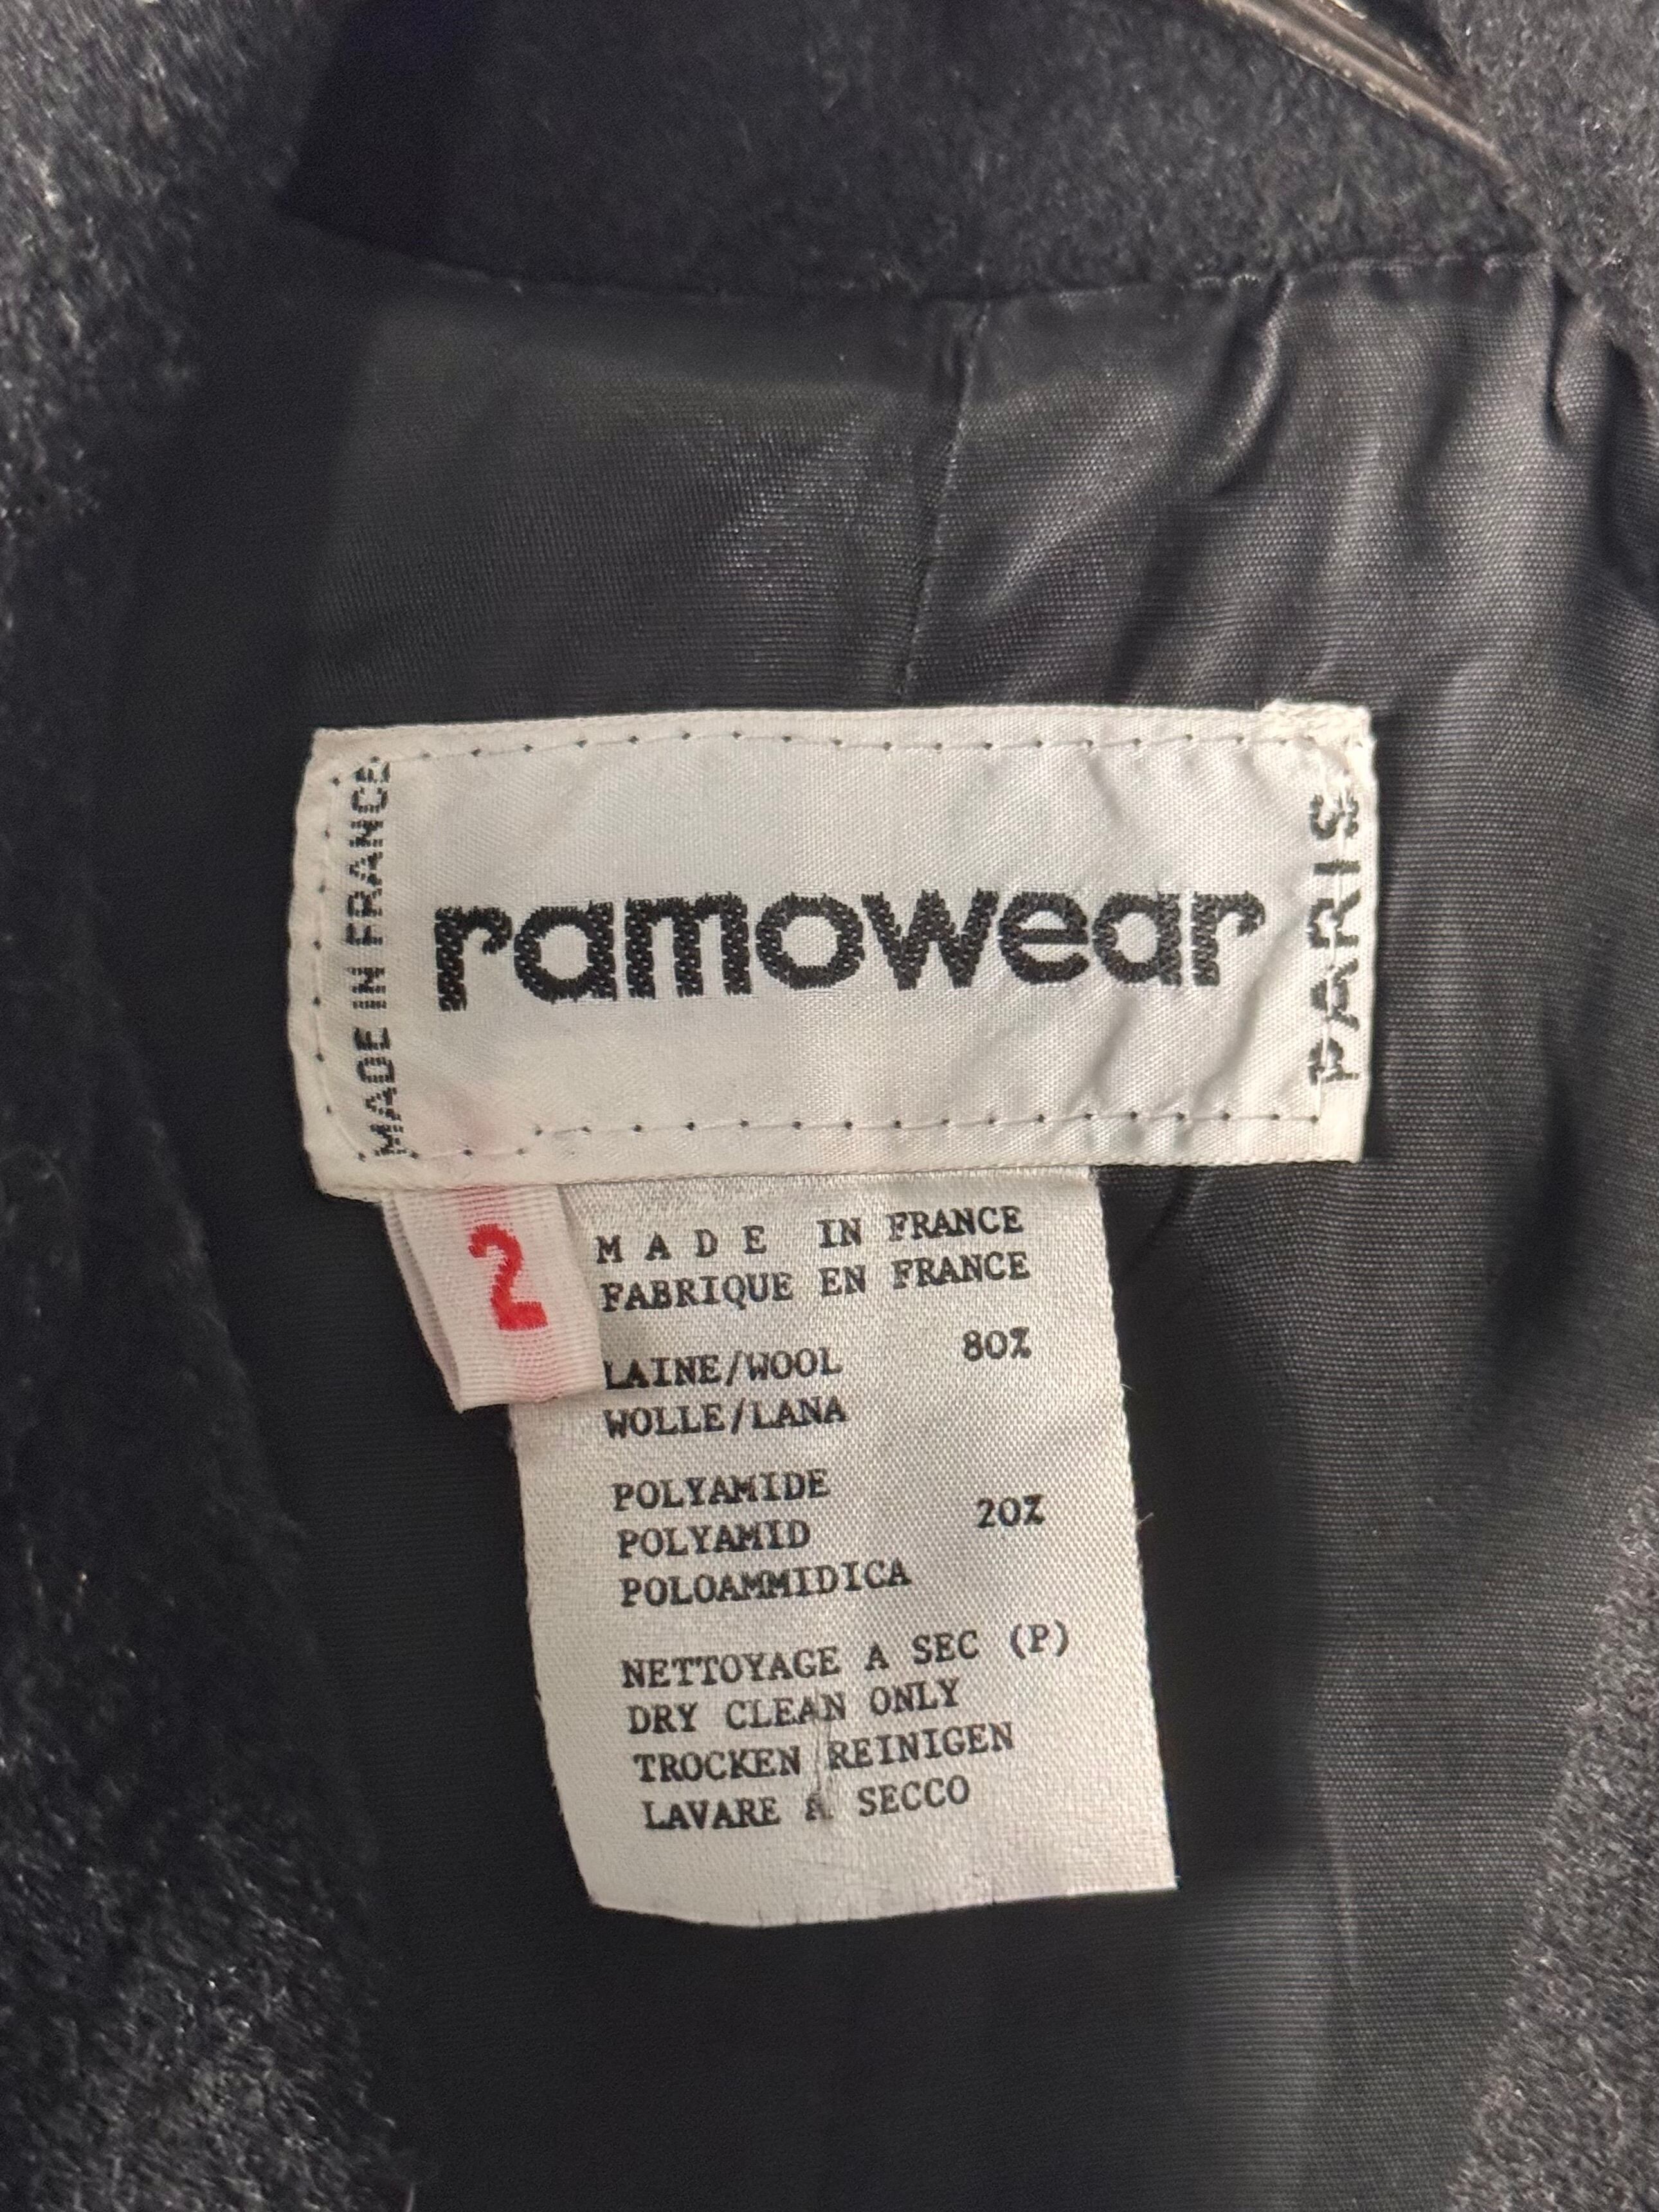 MADE IN FRANCE
ramowear
PARIS
2
MADE IN FRANCE
FABRIQUE EN FRANCE
LAINE/WOOL 80%
WOLLE/LANA
POLYAMIDE
POLYAMID 20%
POLOAMMIDICA
NETTOYAGE A SEC (P)
DRY CLEAN ONLY
TROCKEN REINIGEN
LAVARE A SECCO